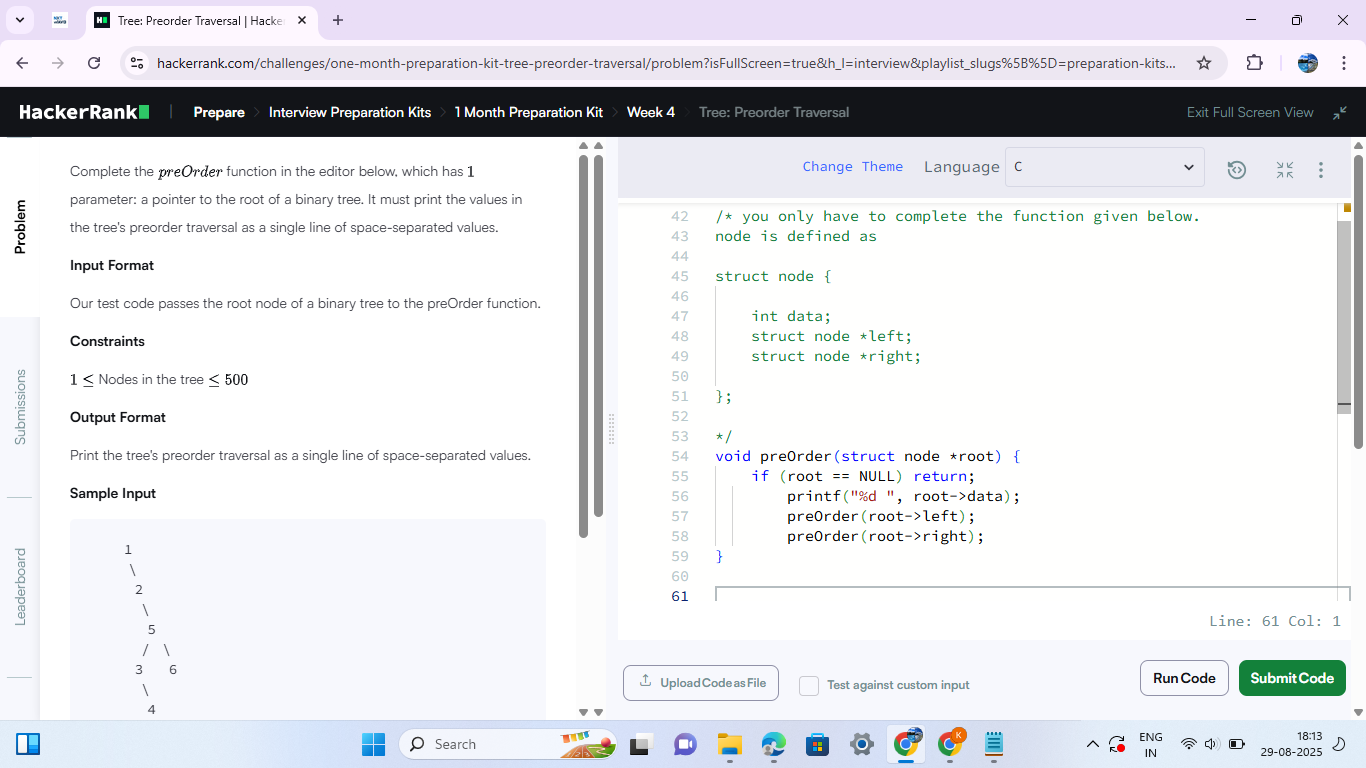 Tree: Preorder Traversal | Hacke
hackerrank.com/challenges/one-month-preparation-kit-tree-preorder-traversal/problem?isFullScreen=true&h_l=interview&playlist_slugs%5B%5D=preparation-kits...
HackerRank
Prepare
Interview Preparation Kits
1 Month Preparation Kit
Week 4
Tree: Preorder Traversal
Exit Full Screen View
Problem
Submissions
Leaderboard
Complete the preOrder function in the editor below, which has 1
parameter: a pointer to the root of a binary tree. It must print the values in
the tree's preorder traversal as a single line of space-separated values.
Input Format
Our test code passes the root node of a binary tree to the preOrder function.
Constraints
1 ≤ Nodes in the tree ≤ 500
Output Format
Print the tree's preorder traversal as a single line of space-separated values.
Sample Input
1
\
2
\
5
/ \
3 6
\
4
Change Theme Language C
42 /* you only have to complete the function given below.
43 node is defined as
44
45 struct node {
46
47 int data;
48 struct node *left;
49 struct node *right;
50
51 };
52
53 */
54 void preOrder(struct node *root) {
55 if (root == NULL) return;
56 printf("%d ", root->data);
57 preOrder(root->left);
58 preOrder(root->right);
59 }
60
61
Line: 61 Col: 1
Upload Code as File
Test against custom input
Run Code
Submit Code
Search
K
ENG
IN
18:13
29-08-2025